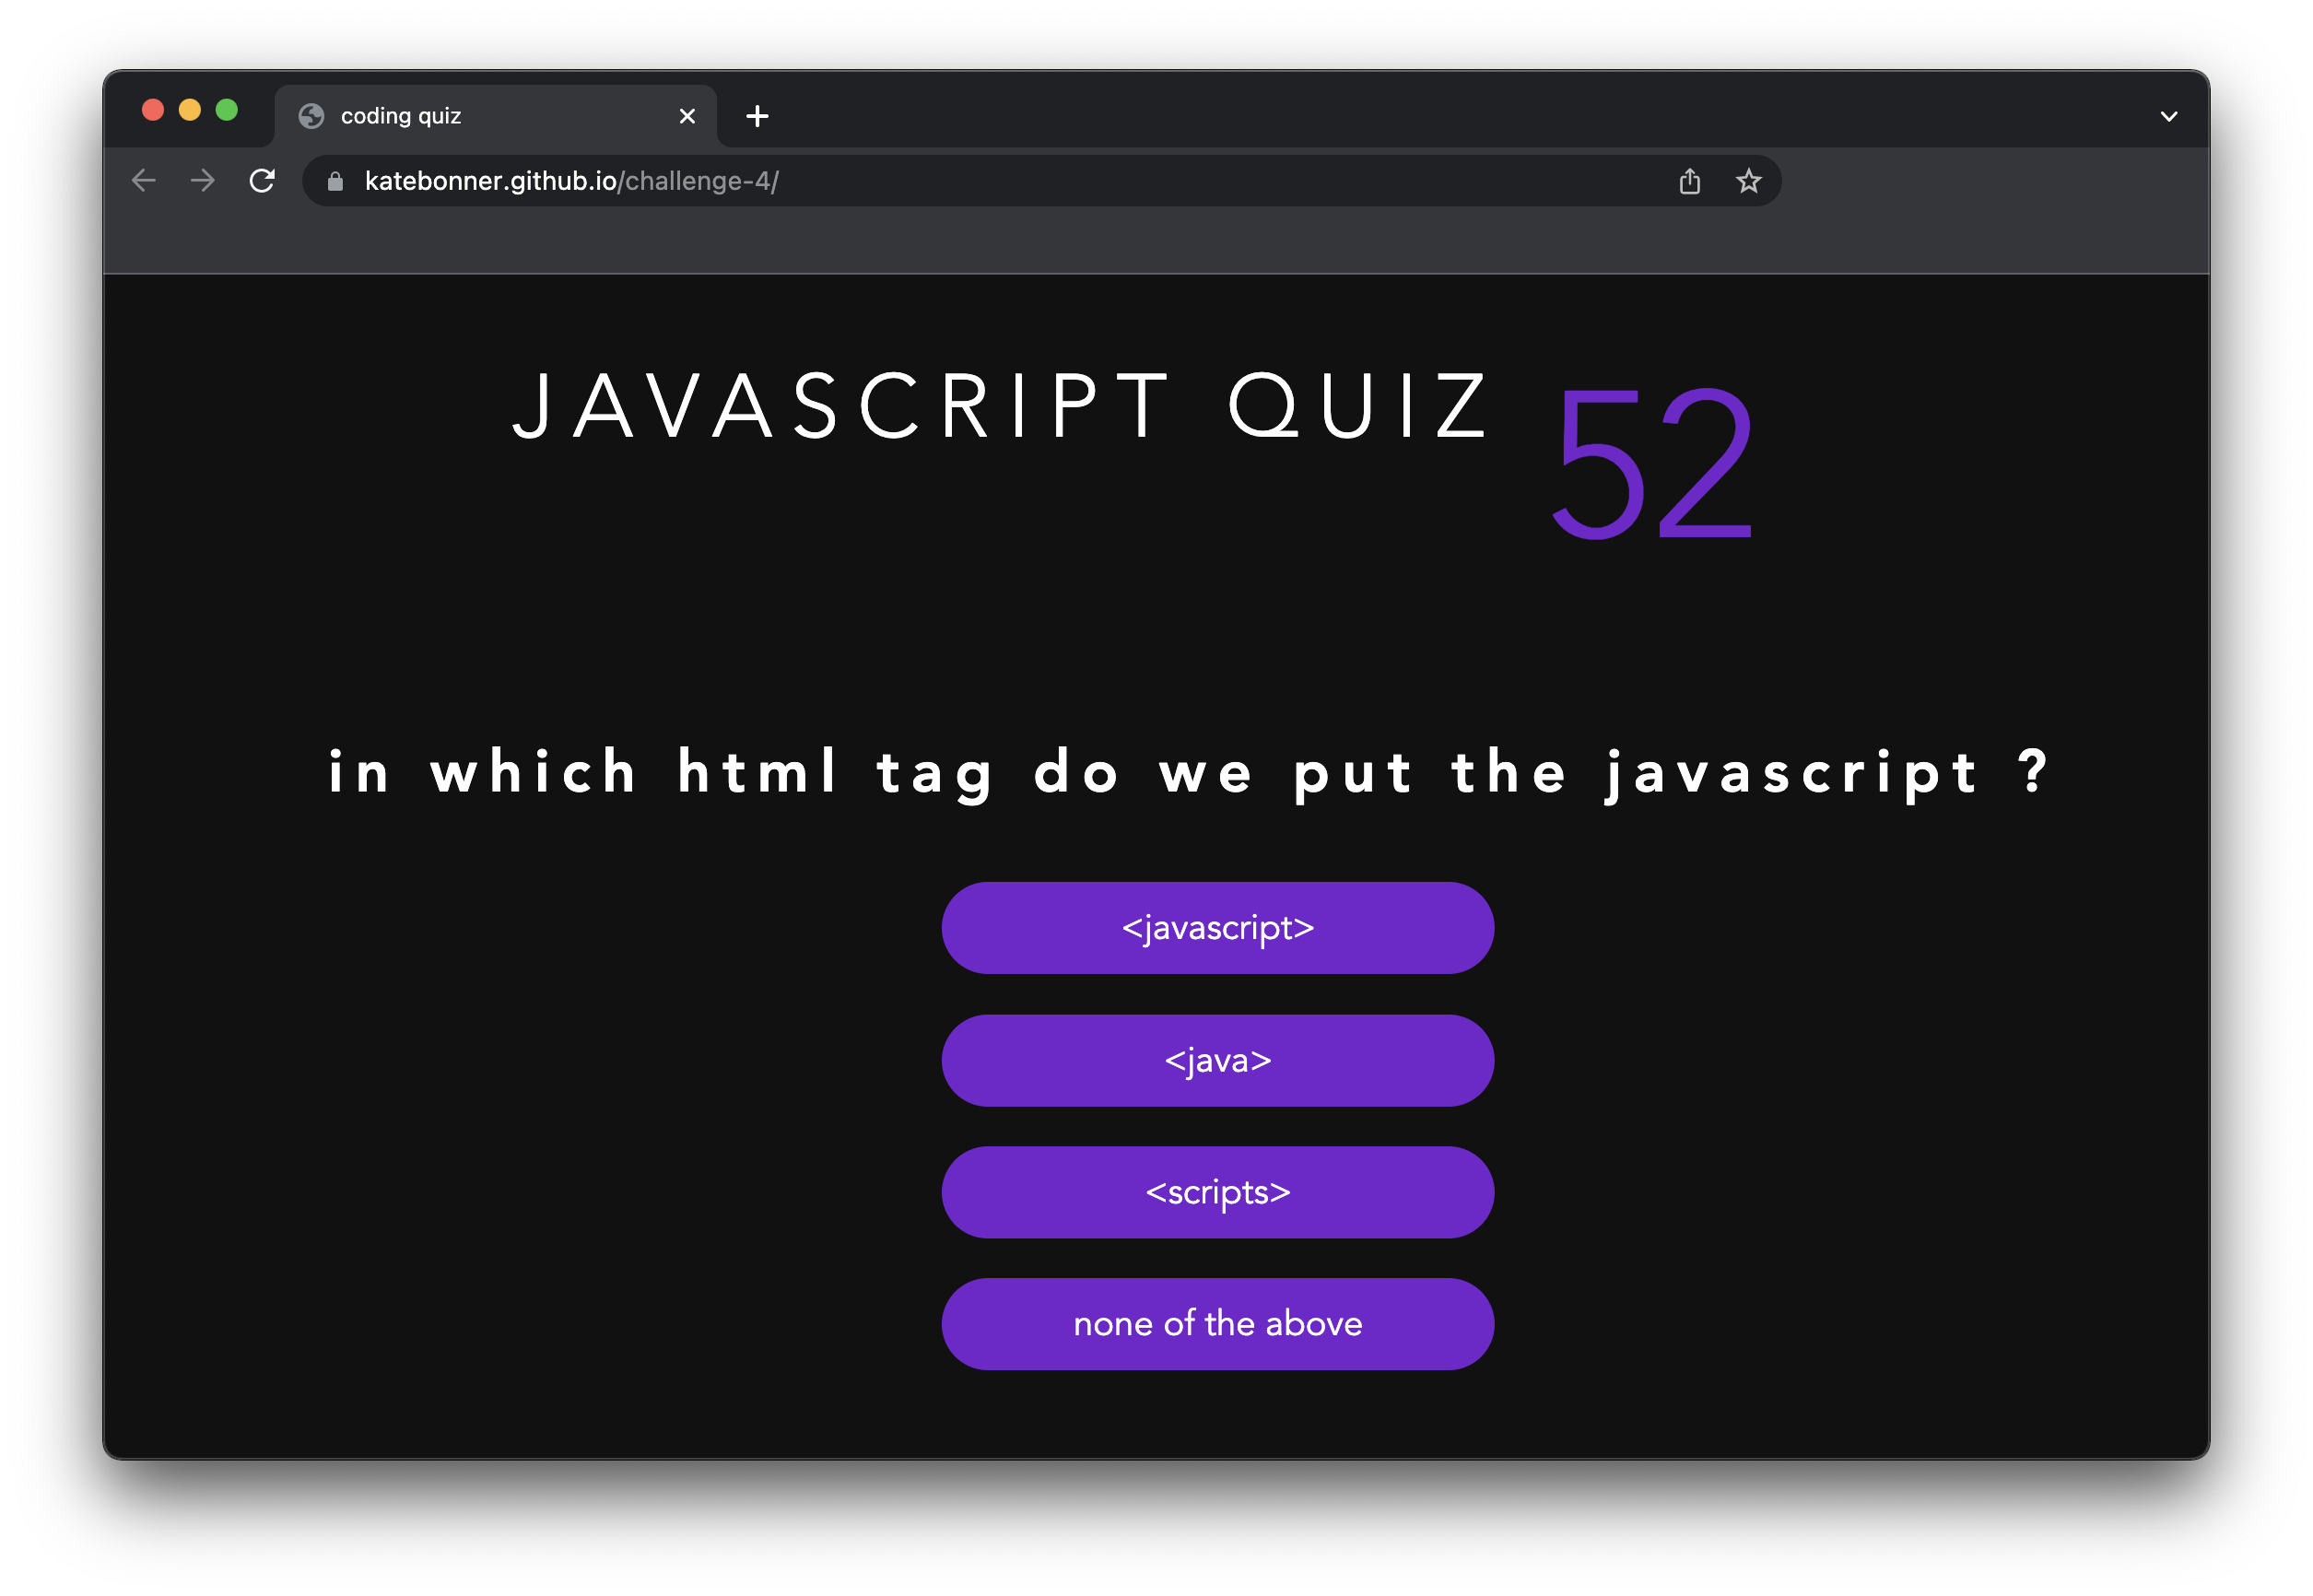 coding quiz
katebonner.github.io/challenge-4/
JAVASCRIPT QUIZ 52
in which html tag do we put the javascript ?
<javascript>
<java>
<scripts>
none of the above